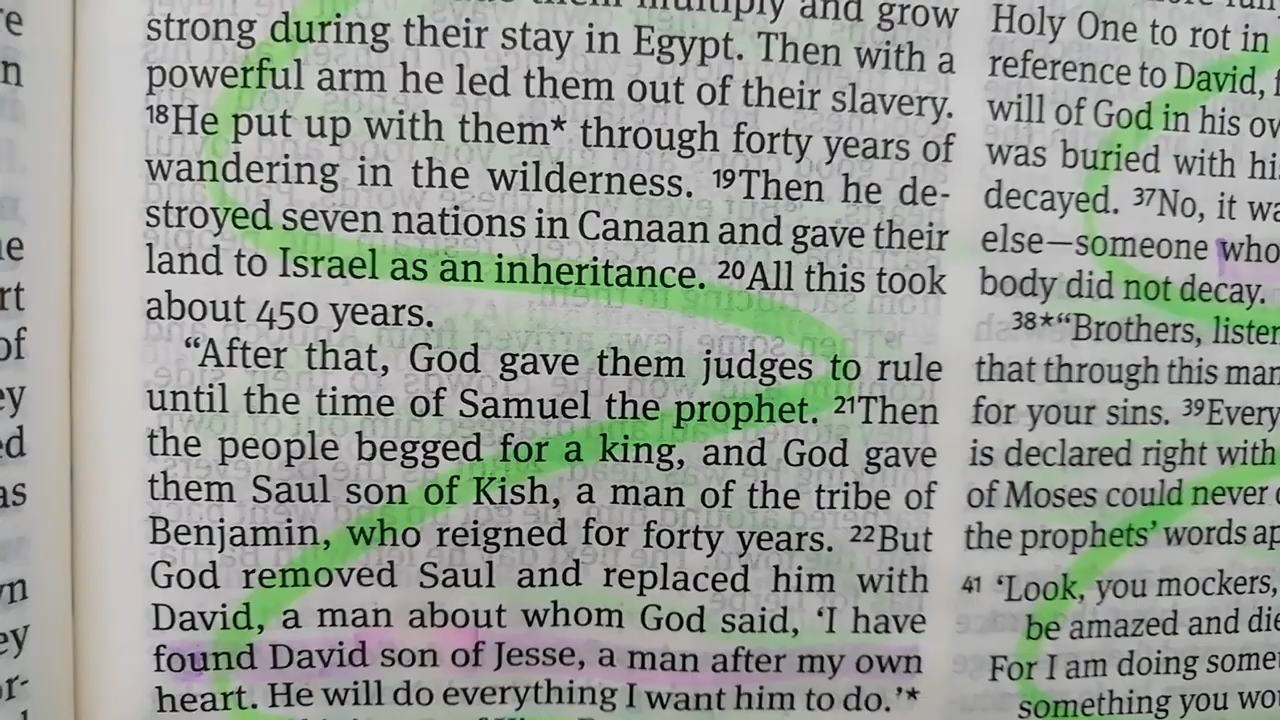 multiply and grow
strong during their stay in Egypt. Then with a
powerful arm he led them out of their slavery.
18He put up with them* through forty years of
wandering in the wilderness. 19Then he de-
stroyed seven nations in Canaan and gave their
land to Israel as an inheritance. 20All this took
about 450 years.
“After that, God gave them judges to rule
until the time of Samuel the prophet. 21Then
the people begged for a king, and God gave
them Saul son of Kish, a man of the tribe of
Benjamin, who reigned for forty years. 22But
God removed Saul and replaced him with
David, a man about whom God said, ‘I have
found David son of Jesse, a man after my own
heart. He will do everything I want him to do.’*
Holy One to rot in
reference to David,
will of God in his
was buried with
decayed. 37No, it
else—someone who
body did not decay.
38*“Brothers, listen
that through this man
for your sins. 39Every
is declared right with
of Moses could never
the prophets’ words
41 ‘Look, you mockers,
be amazed and die
For I am doing
something you